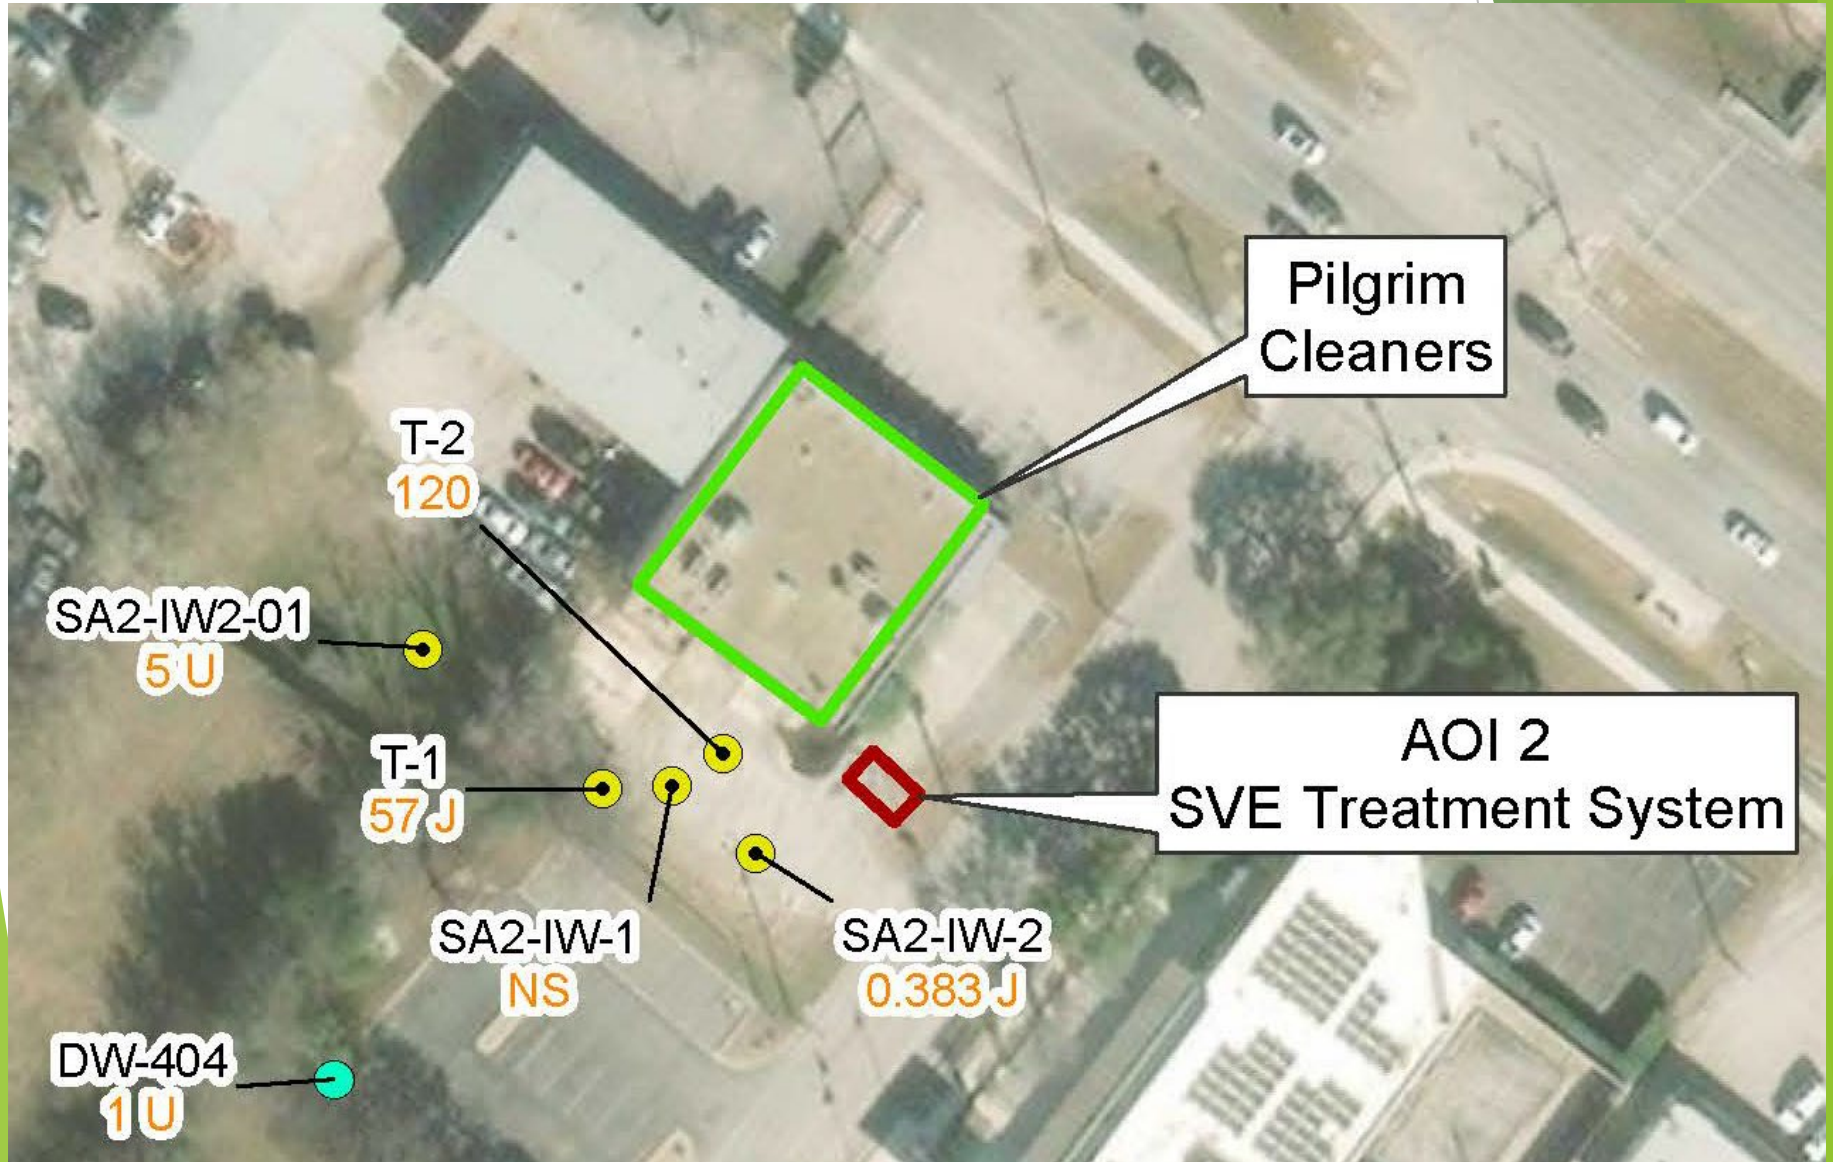 Pilgrim
Cleaners
T-2
120
SA2-IW2-01
5 U
T-1
57 J
AOI 2
SVE Treatment System
SA2-IW-1
NS
SA2-IW-2
0.383 J
DW-404
1 U